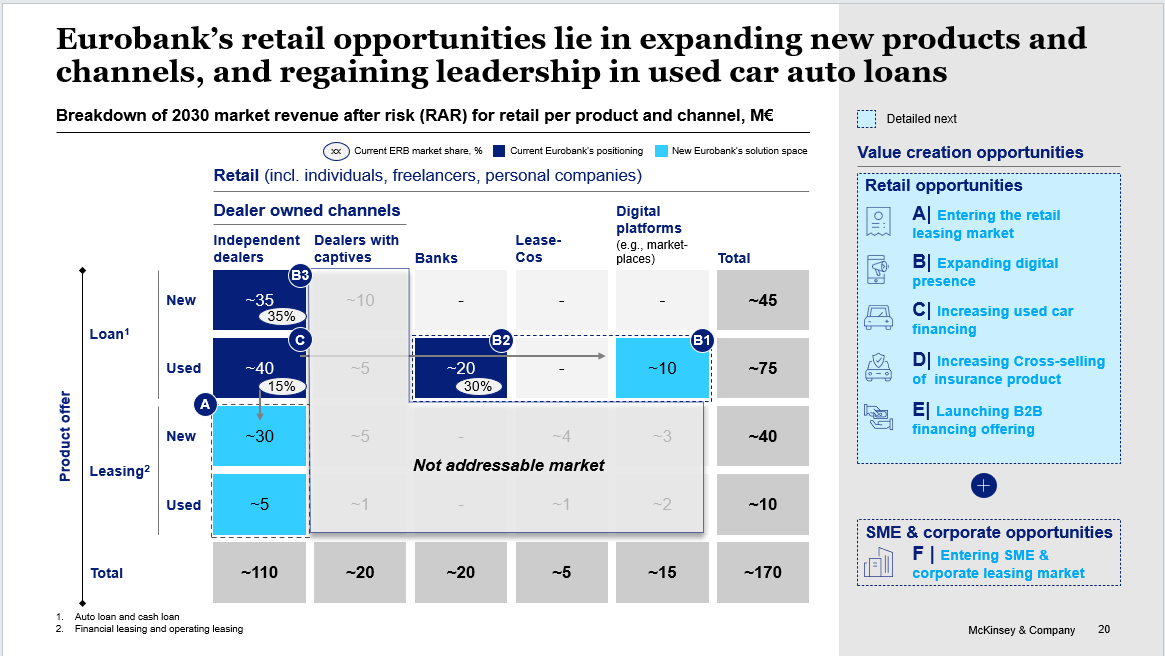 Eurobank’s retail opportunities lie in expanding new products and
channels, and regaining leadership in used car auto loans
Breakdown of 2030 market revenue after risk (RAR) for retail per product and channel, M€
xx Current ERB market share, % Current Eurobank’s positioning New Eurobank’s solution space
Retail (incl. individuals, freelancers, personal companies)
Dealer owned channels
Independent
dealers
Dealers with
captives
Banks
Lease-
Cos
Digital
platforms
(e.g., market-
places)
Total
Product offer
Loan1
New ~35 35% B3 ~10 - - - ~45
Used ~40 15% C ~5 ~20 30% B2 - ~10 B1 ~75
Leasing2
A
New ~30 ~5 - ~4 ~3 ~40
Not addressable market
Used ~5 ~1 - ~1 ~2 ~10
Total ~110 ~20 ~20 ~5 ~15 ~170
1. Auto loan and cash loan
2. Financial leasing and operating leasing
Detailed next
Value creation opportunities
Retail opportunities
A| Entering the retail
leasing market
B| Expanding digital
presence
C| Increasing used car
financing
D| Increasing Cross-selling
of insurance product
E| Launching B2B
financing offering
+
SME & corporate opportunities
F | Entering SME &
corporate leasing market
McKinsey & Company 20